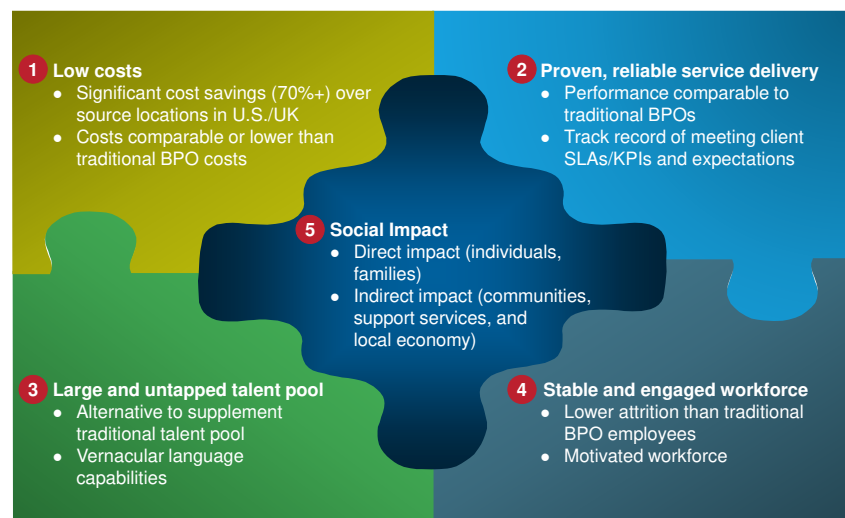 1 Low costs
● Significant cost savings (70%+) over
source locations in U.S./UK
● Costs comparable or lower than
traditional BPO costs
2 Proven, reliable service delivery
● Performance comparable to
traditional BPOs
● Track record of meeting client
SLAs/KPIs and expectations
5 Social Impact
● Direct impact (individuals,
families)
● Indirect impact (communities,
support services, and
local economy)
3 Large and untapped talent pool
● Alternative to supplement
traditional talent pool
● Vernacular language
capabilities
4 Stable and engaged workforce
● Lower attrition than traditional
BPO employees
● Motivated workforce